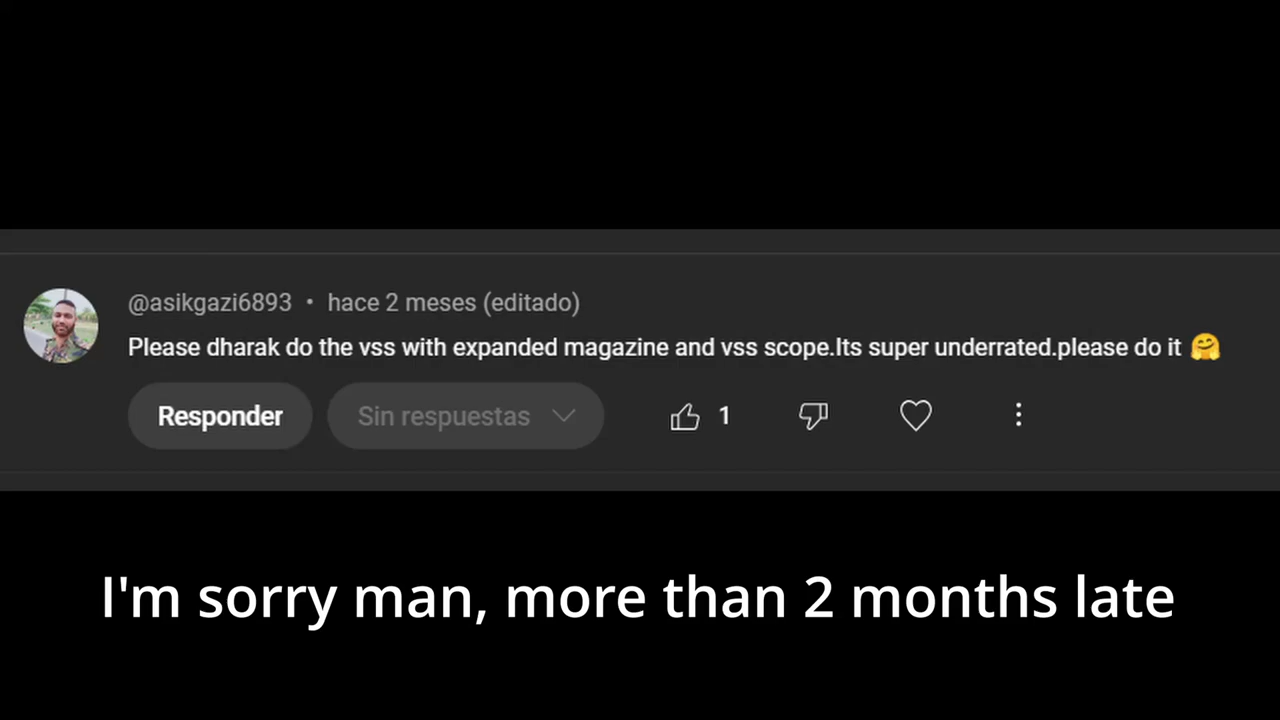 @asikgazi6893 • hace 2 meses (editado)
Please dharak do the vss with expanded magazine and vss scope.Its super underrated.please do it 🤗
Responder Sin respuestas 1
I'm sorry man, more than 2 months late